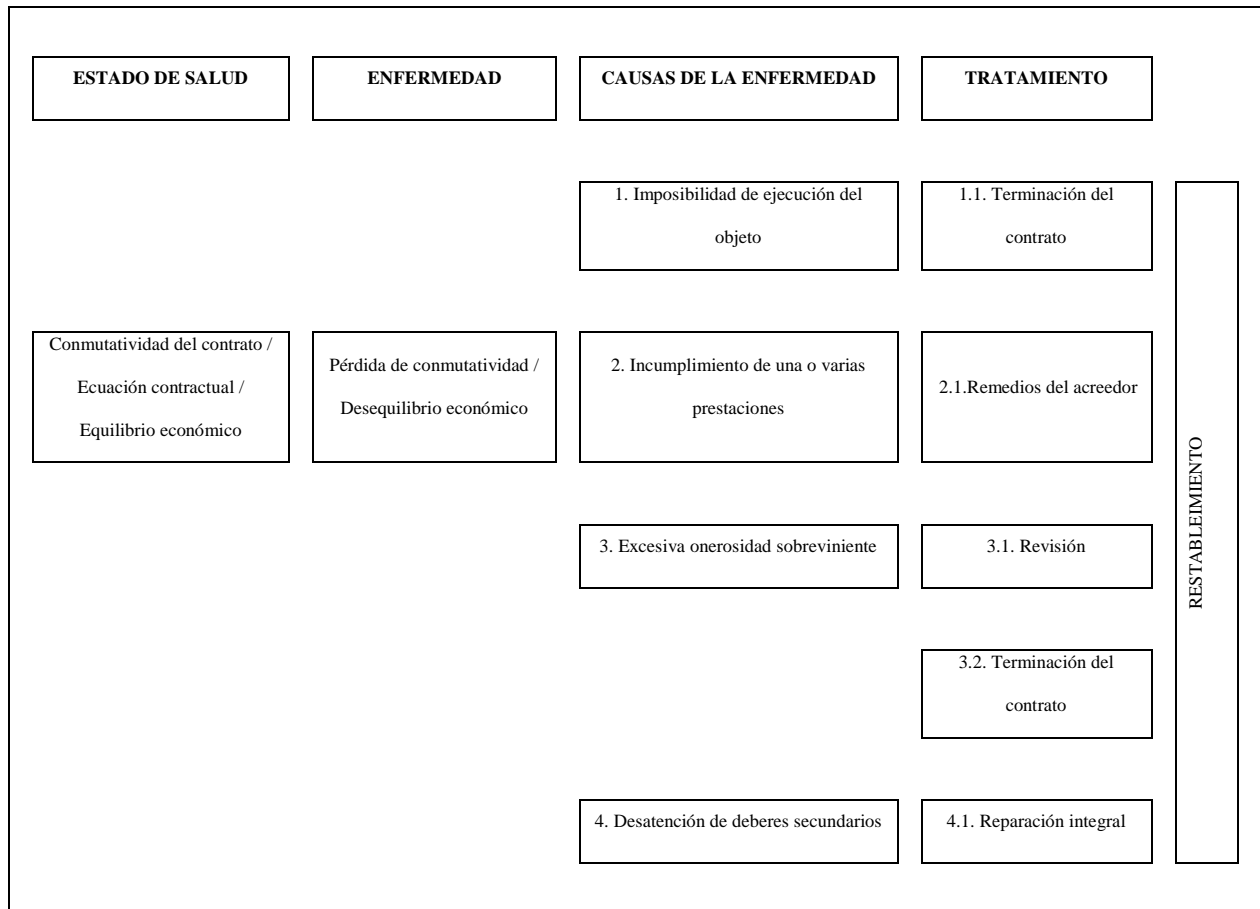 ESTADO DE SALUD
ENFERMEDAD
CAUSAS DE LA ENFERMEDAD
TRATAMIENTO
1. Imposibilidad de ejecución del
objeto
1.1. Terminación del
contrato
Conmutatividad del contrato /
Ecuación contractual /
Equilibrio económico
Pérdida de conmutatividad /
Desequilibrio económico
2. Incumplimiento de una o varias
prestaciones
2.1.Remedios del acreedor
3. Excesiva onerosidad sobreviniente
3.1. Revisión
3.2. Terminación del
contrato
4. Desatención de deberes secundarios
4.1. Reparación integral
RESTABLEIMIENTO